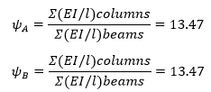 ψA = Σ(EI/l)columns / Σ(EI/l)beams = 13.47
ψB = Σ(EI/l)columns / Σ(EI/l)beams = 13.47